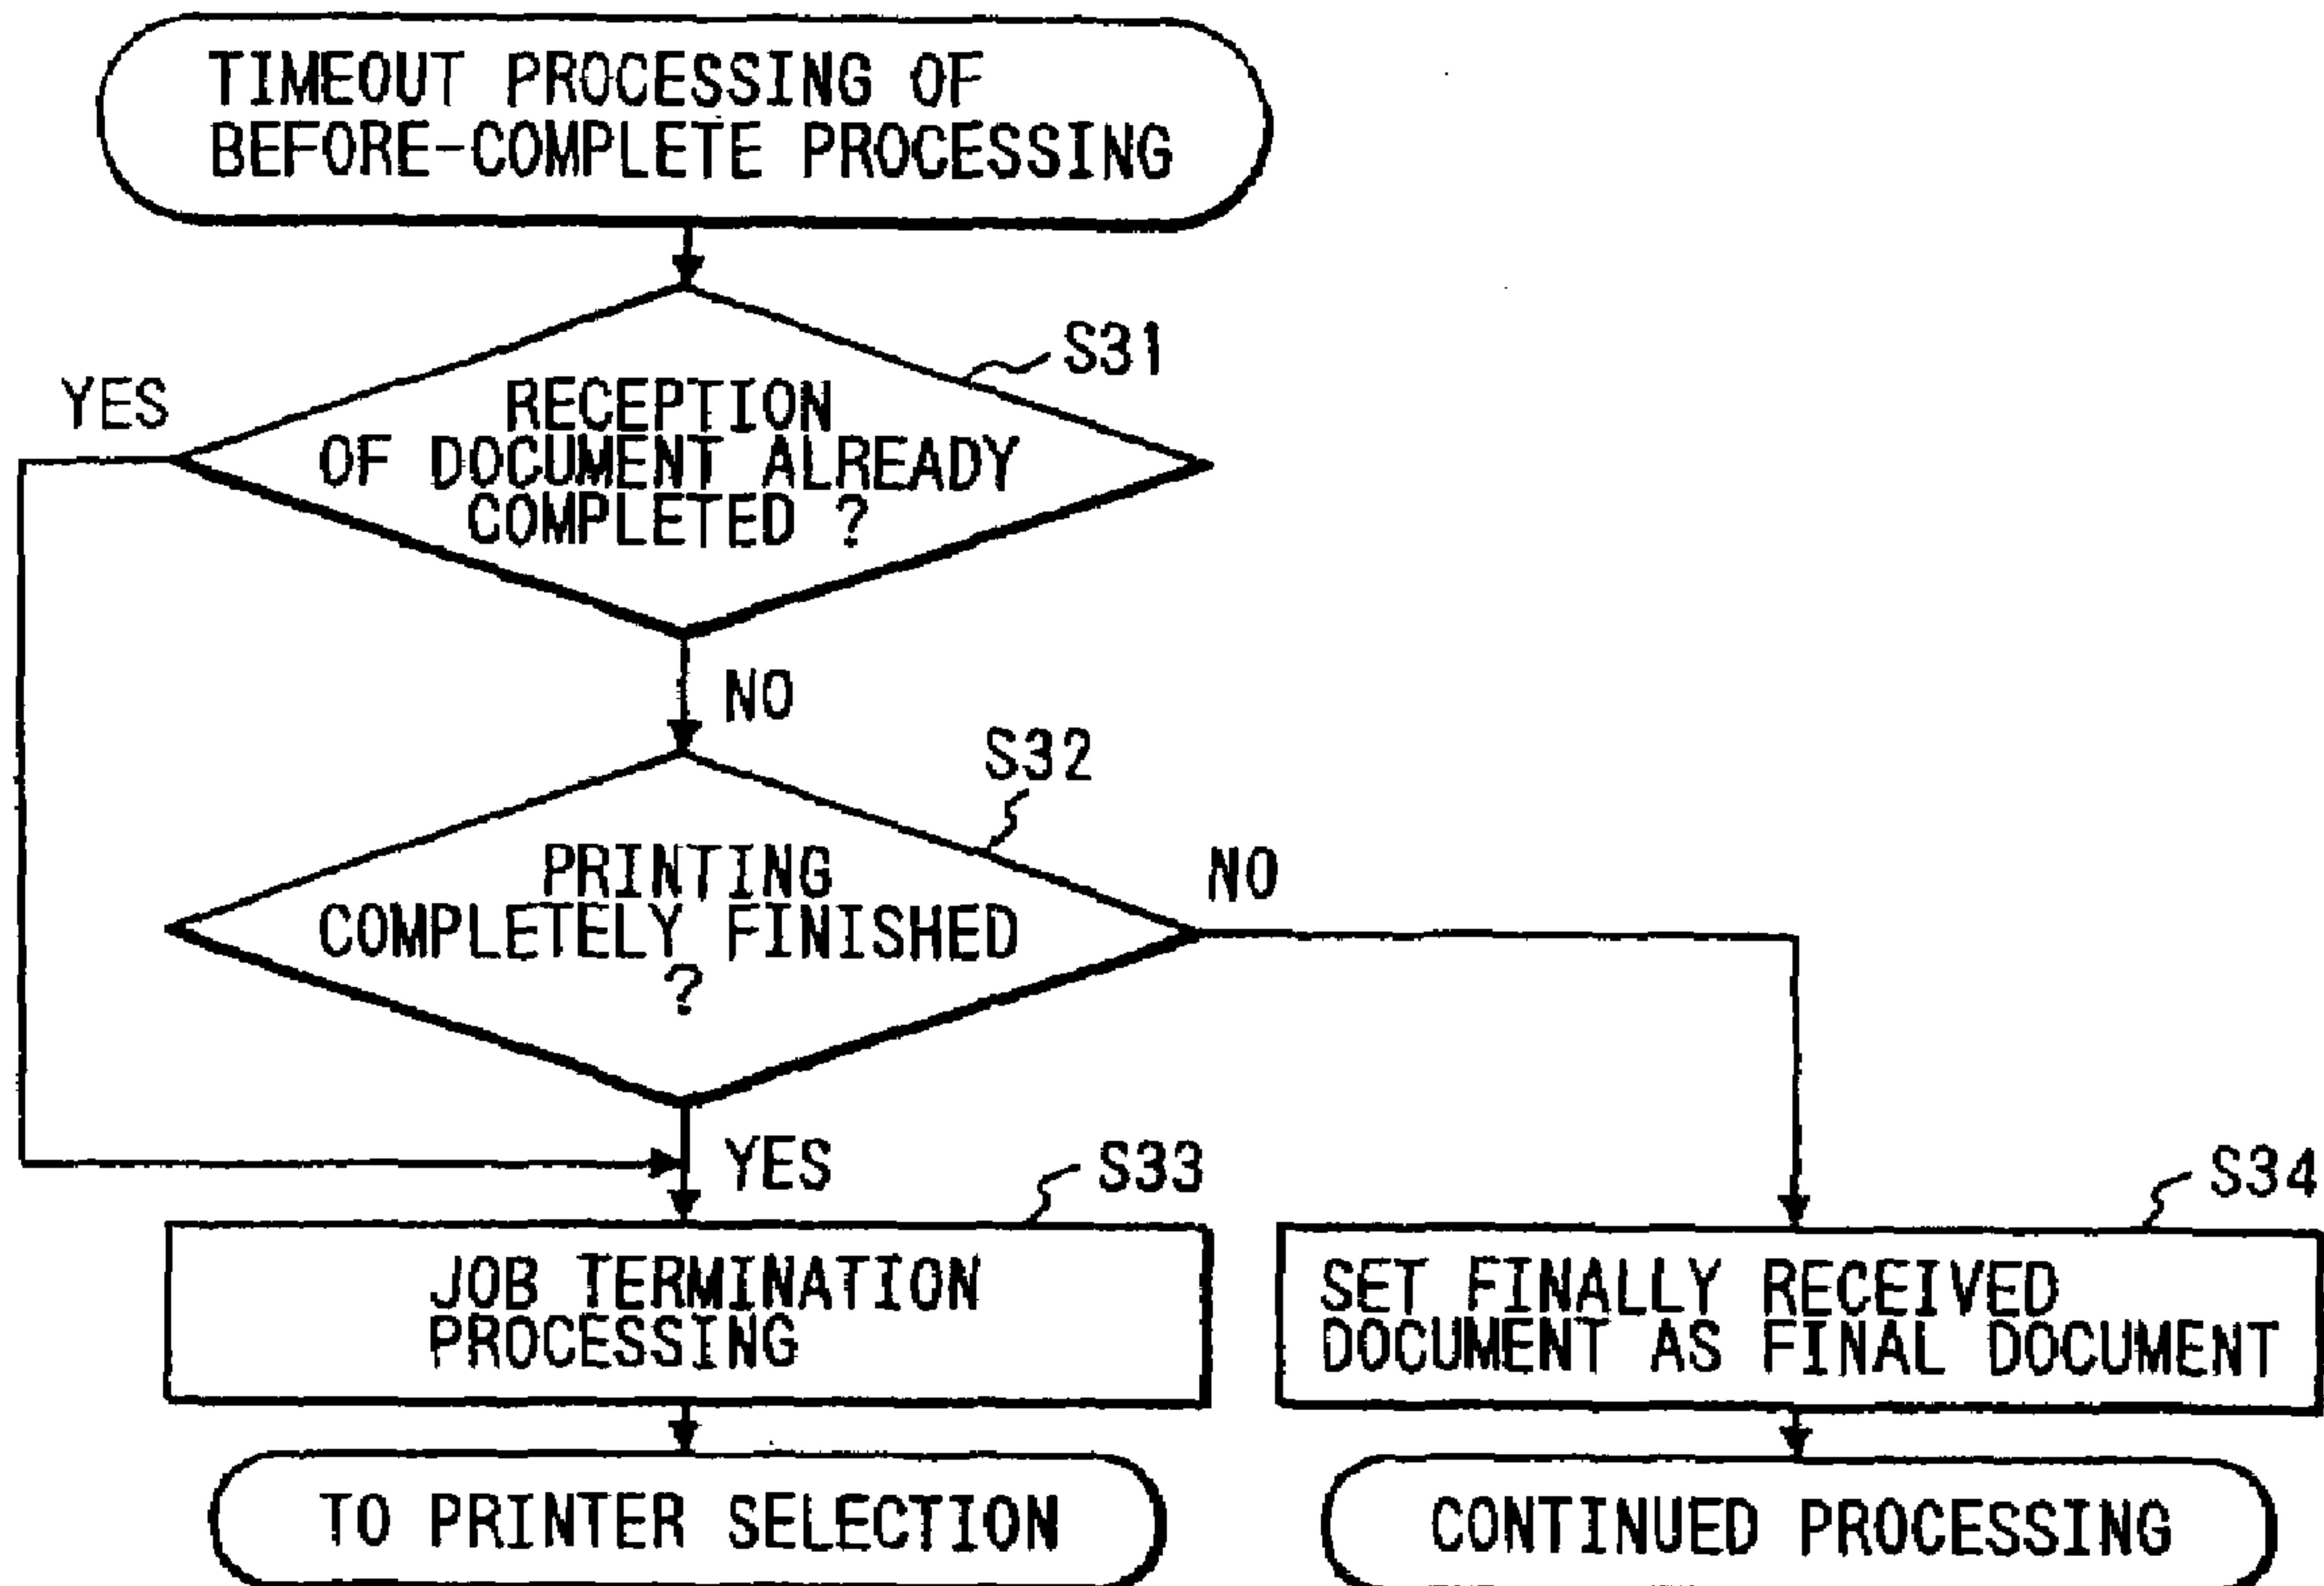 TIMEOUT PROCESSING OF
BEFORE-COMPLETE PROCESSING
S31
YES
RECEPTION
OF DOCUMENT ALREADY
COMPLETED ?
NO
S32
PRINTING
COMPLETELY FINISHED
?
NO
YES
S33
S34
JOB TERMINATION
PROCESSING
SET FINALLY RECEIVED
DOCUMENT AS FINAL DOCUMENT
TO PRINTER SELECTION
CONTINUED PROCESSING